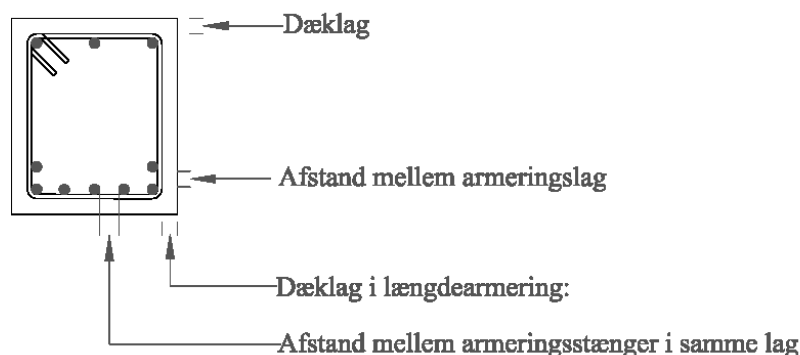 Dæklag
Afstand mellem armeringslag
Dæklag i længdearmering:
Afstand mellem armeringsstænger i samme lag